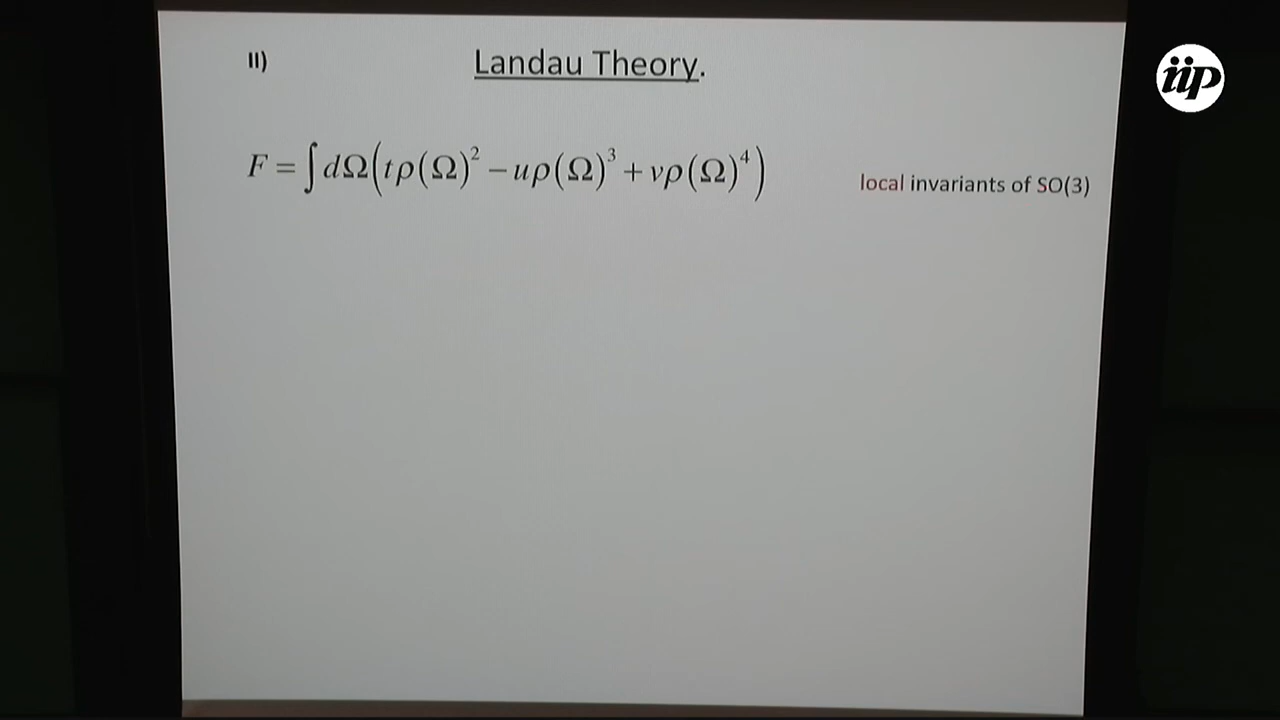 II)
Landau Theory.
iip
F = ∫ dΩ(tρ(Ω)² − uρ(Ω)³ + vρ(Ω)⁴)
local invariants of SO(3)